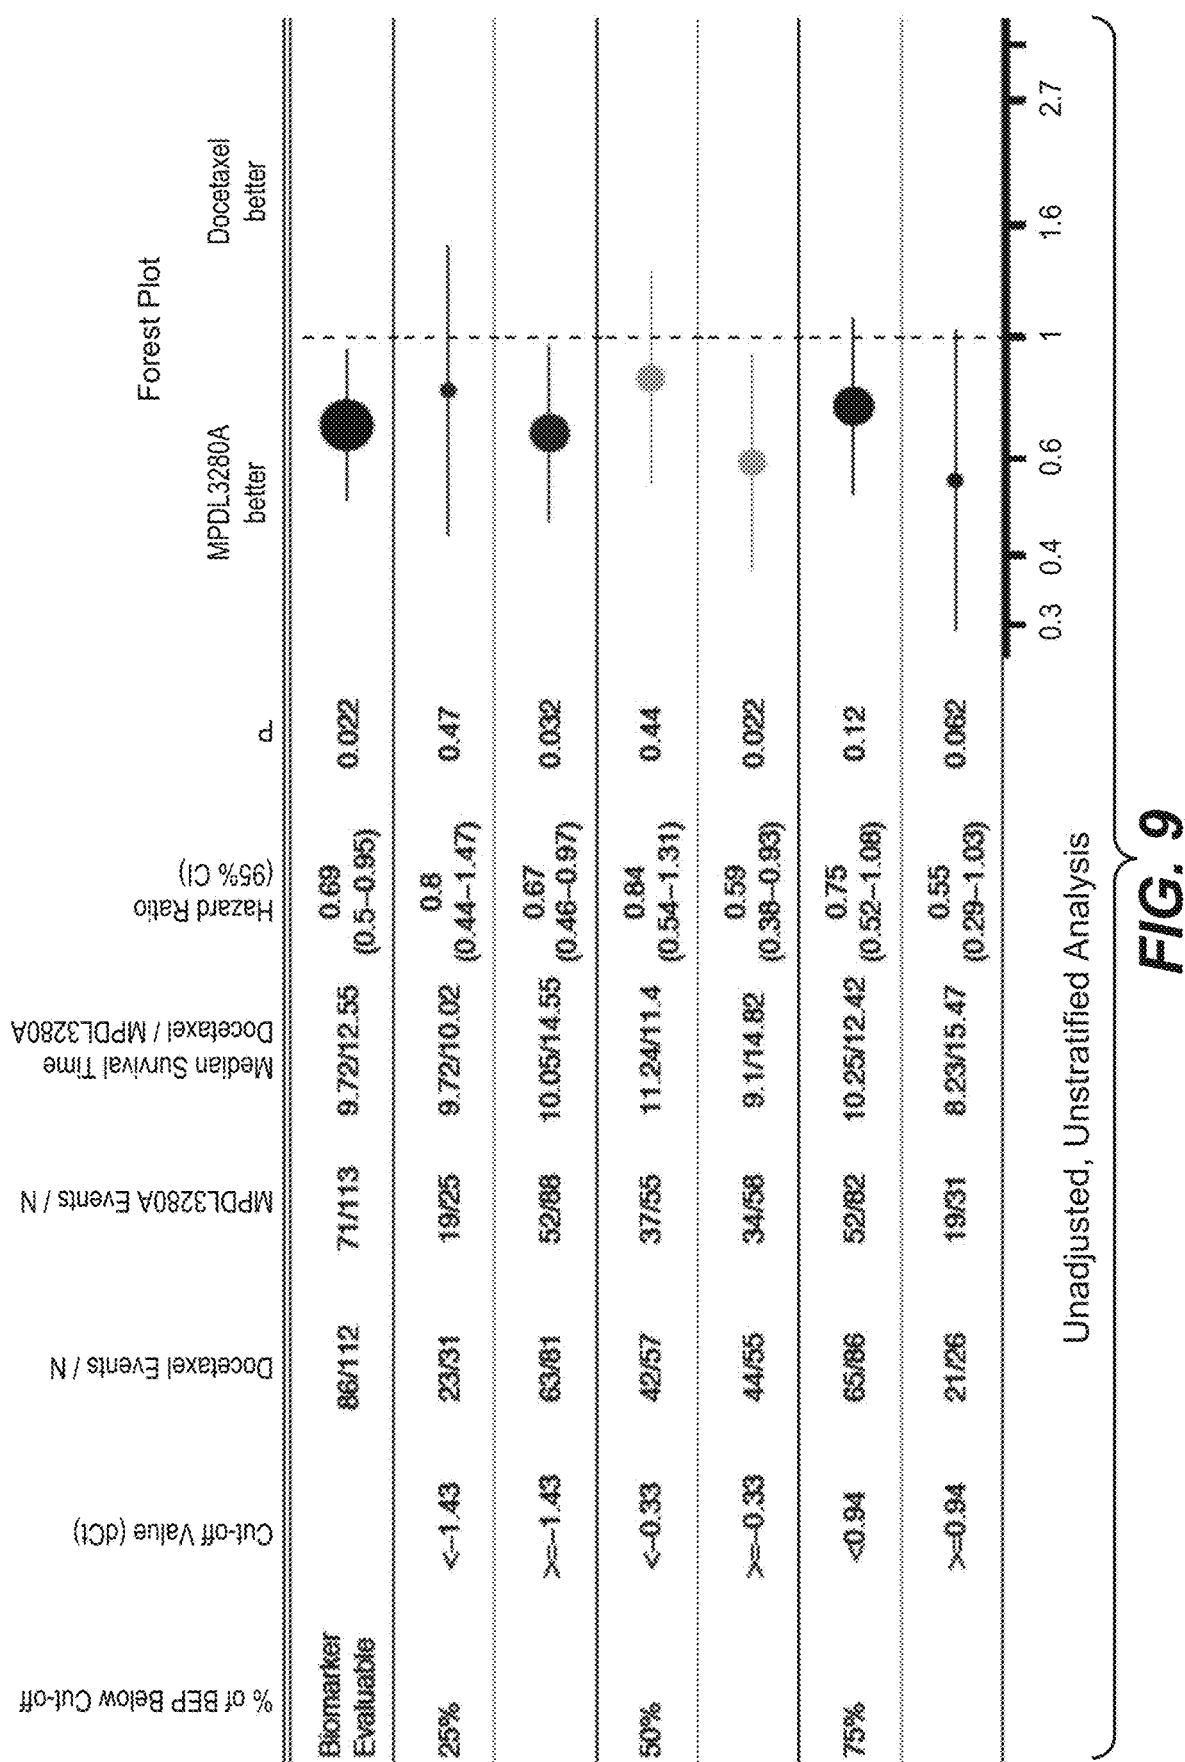 Forest Plot
% of BEP Below Cut-off
Cut-off Value (dCt)
Docetaxel Events / N
MPDL3280A Events / N
Median Survival Time
Docetaxel / MPDL3280A
Hazard Ratio
(95% CI)
P
MPDL3280A
better
Docetaxel
better
Biomarker
Evaluable
86/112
71/113
9.72/12.55
0.69
(0.5–0.95)
0.022
25%
<–1.43
23/31
19/25
9.72/10.02
0.8
(0.44–1.47)
0.47
>=–1.43
63/81
52/88
10.05/14.55
0.67
(0.46–0.97)
0.032
50%
<–0.33
42/57
37/55
11.24/11.4
0.84
(0.54–1.31)
0.44
>=–0.33
44/55
34/58
9.1/14.82
0.59
(0.38–0.93)
0.022
75%
<0.94
65/86
52/82
10.25/12.42
0.75
(0.52–1.08)
0.12
>=0.94
21/26
19/31
8.23/15.47
0.55
(0.29–1.03)
0.062
0.3 0.4 0.6 1 1.6 2.7
Unadjusted, Unstratified Analysis
FIG. 9